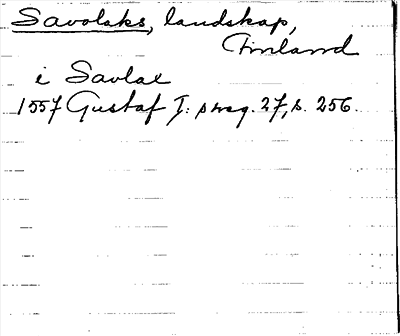 Savolaks, landskap,
Finland
i Savlax
1557 Gustaf I: s reg. 27, s. 256.